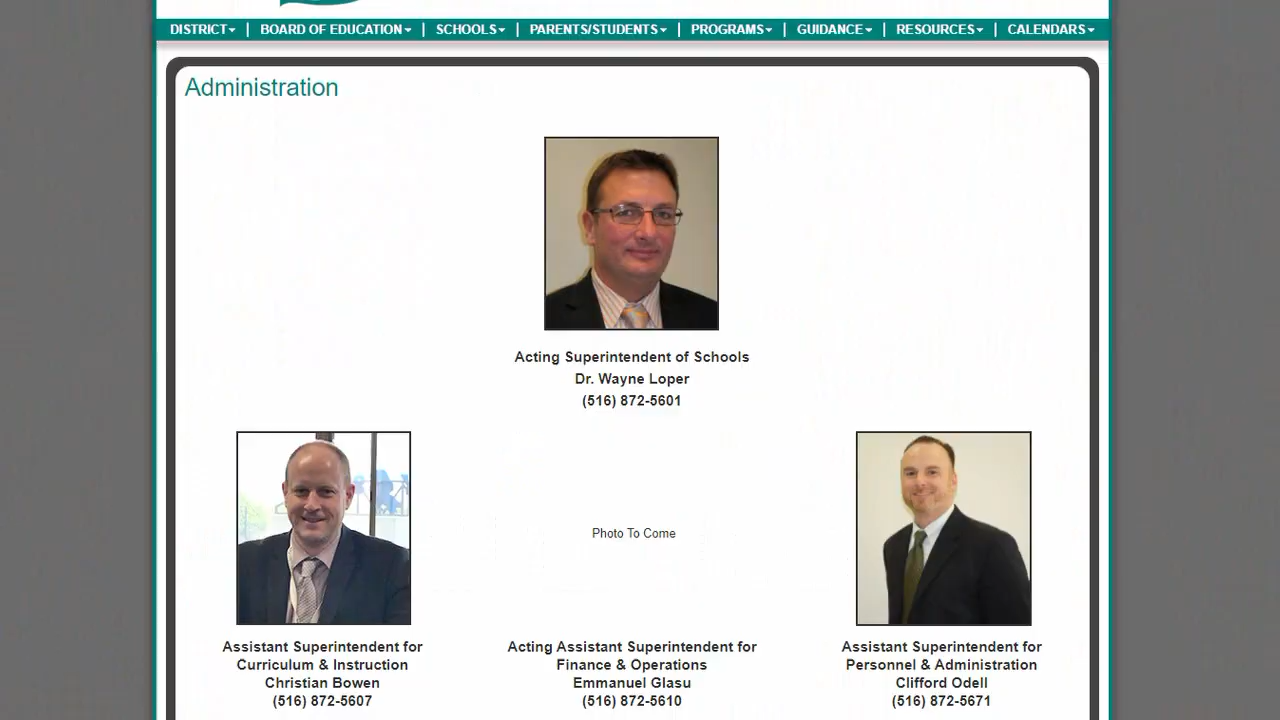 DISTRICT
BOARD OF EDUCATION
SCHOOLS
PARENTS/STUDENTS
PROGRAMS
GUIDANCE
RESOURCES
CALENDARS
Administration
Acting Superintendent of Schools
Dr. Wayne Loper
(516) 872-5601
Photo To Come
Assistant Superintendent for
Curriculum & Instruction
Christian Bowen
(516) 872-5607
Acting Assistant Superintendent for
Finance & Operations
Emmanuel Glasu
(516) 872-5610
Assistant Superintendent for
Personnel & Administration
Clifford Odell
(516) 872-5671